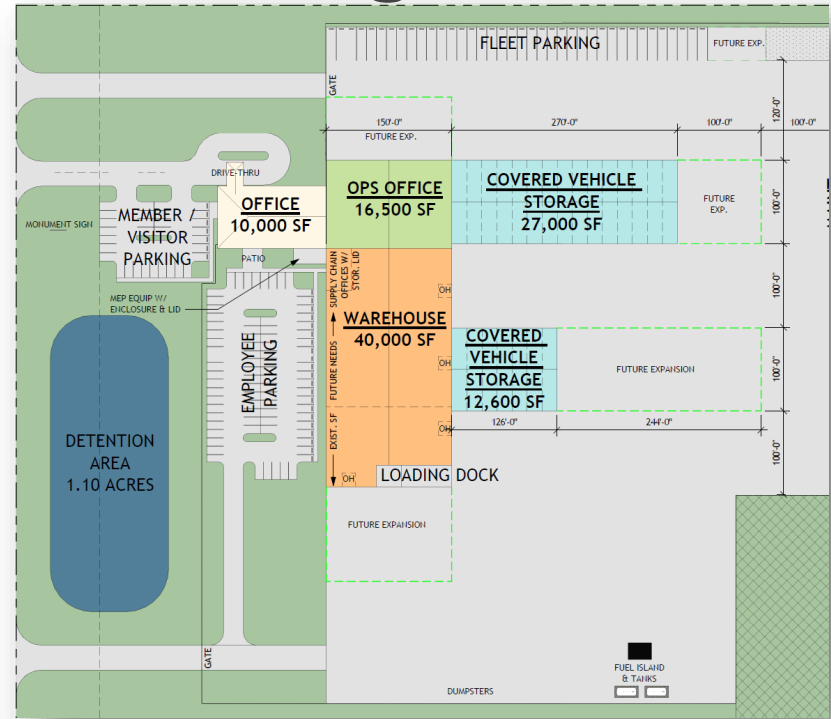 FLEET PARKING
FUTURE EXP.
GATE
150'-0"
270'-0"
100'-0"
120'-0"
100'-0"
FUTURE EXP.
DRIVE-THRU
OFFICE
10,000 SF
OPS OFFICE
16,500 SF
COVERED VEHICLE
STORAGE
27,000 SF
FUTURE
EXP.
100'-0"
MONUMENT SIGN
MEMBER /
VISITOR
PARKING
PATIO
MEP EQUIP W/
ENCLOSURE & LID
SUPPLY CHAIN
OFFICES W/
STOR. LID
OH
100'-0"
WAREHOUSE
40,000 SF
EMPLOYEE
PARKING
FUTURE NEEDS
OH
COVERED
VEHICLE
STORAGE
12,600 SF
FUTURE EXPANSION
100'-0"
126'-0"
244'-0"
EXIST. SF
OH
OH
LOADING DOCK
100'-0"
DETENTION
AREA
1.10 ACRES
FUTURE EXPANSION
GATE
FUEL ISLAND
& TANKS
DUMPSTERS